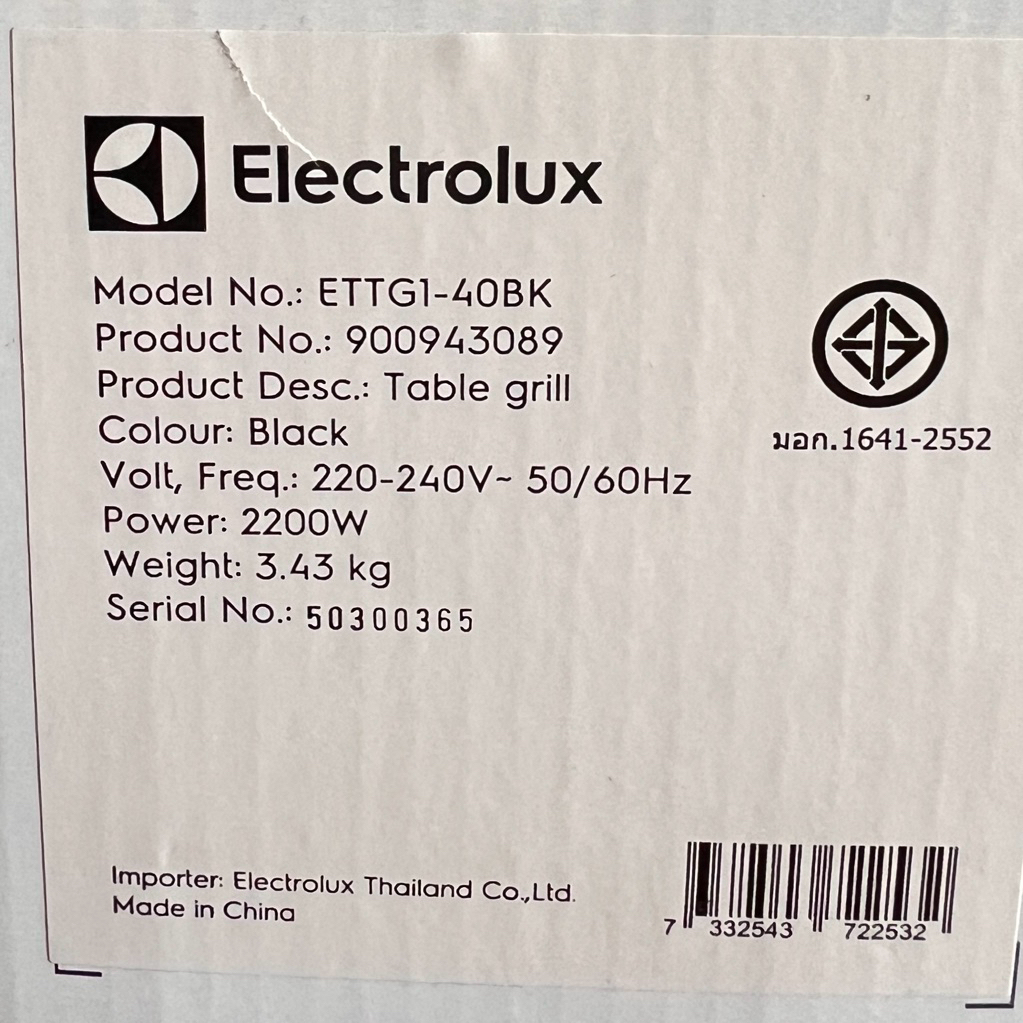 Electrolux
Model No.: ETTG1-40BK
Product No.: 900943089
Product Desc.: Table grill
Colour: Black
Volt, Freq.: 220-240V~ 50/60Hz
Power: 2200W
Weight: 3.43 kg
Serial No.: 50300365
มอก.1641-2552
Importer: Electrolux Thailand Co.,Ltd.
Made in China
7 332543 722532